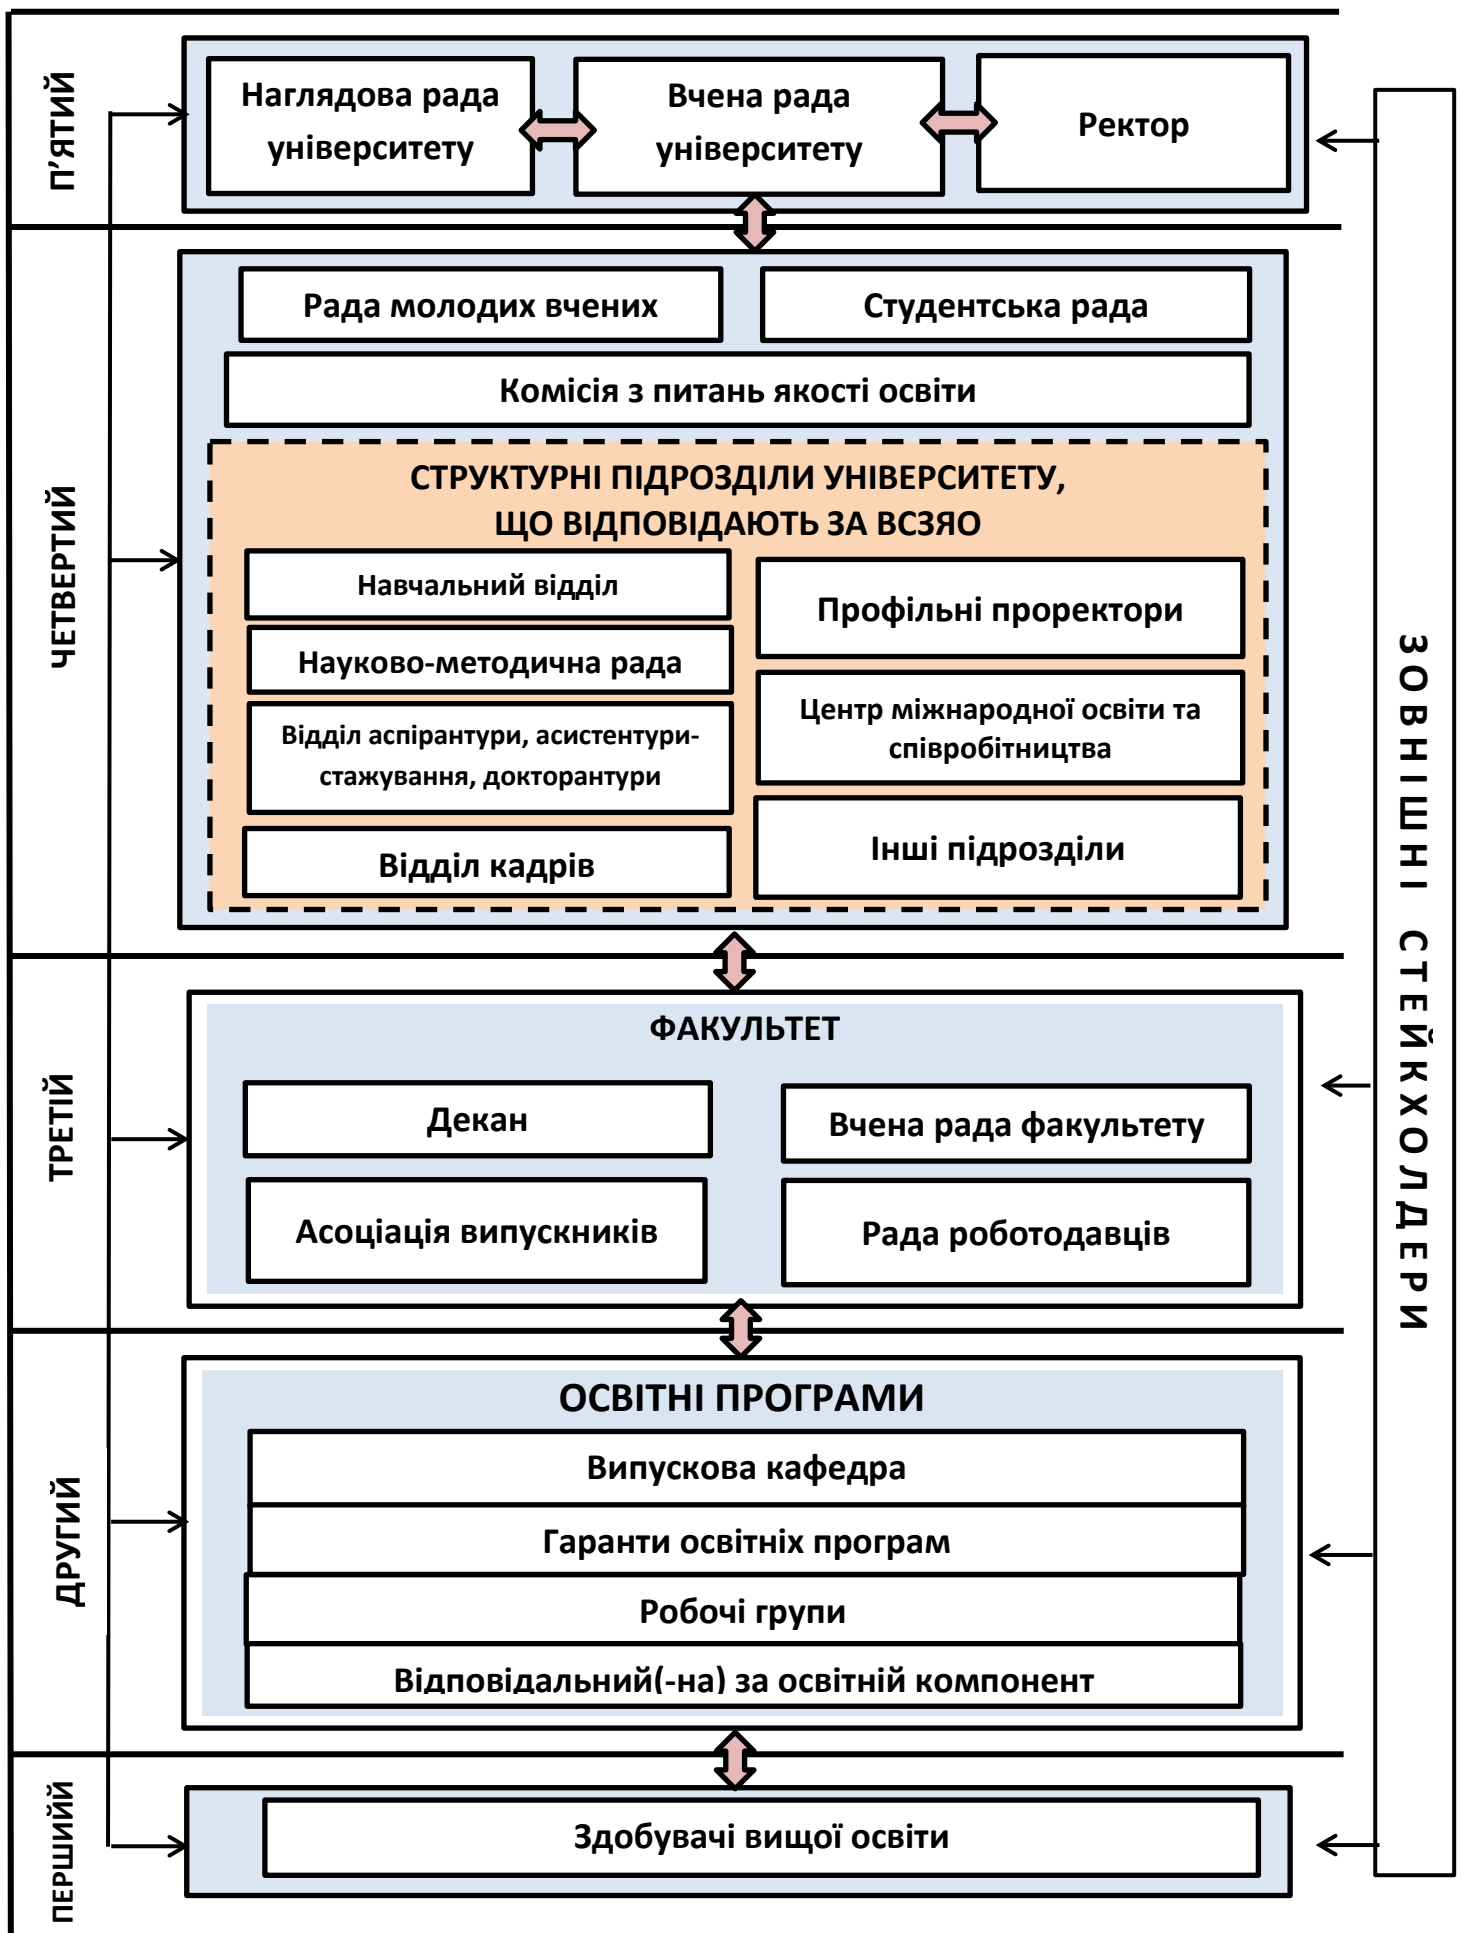 П’ЯТИЙ
Наглядова рада
університету
Вчена рада
університету
Ректор
ЧЕТВЕРТИЙ
Рада молодих вчених
Студентська рада
Комісія з питань якості освіти
СТРУКТУРНІ ПІДРОЗДІЛИ УНІВЕРСИТЕТУ,
ЩО ВІДПОВІДАЮТЬ ЗА ВСЗЯО
Навчальний відділ
Науково-методична рада
Відділ аспірантури, асистентури-
стажування, докторантури
Відділ кадрів
Профільні проректори
Центр міжнародної освіти та
співробітництва
Інші підрозділи
ТРЕТІЙ
ФАКУЛЬТЕТ
Декан
Вчена рада факультету
Асоціація випускників
Рада роботодавців
ДРУГИЙ
ОСВІТНІ ПРОГРАМИ
Випускова кафедра
Гаранти освітніх програм
Робочі групи
Відповідальний(-на) за освітній компонент
ПЕРШИЙЙ
Здобувачі вищої освіти
ЗОВНІШНІ СТЕЙКХОЛДЕРИ